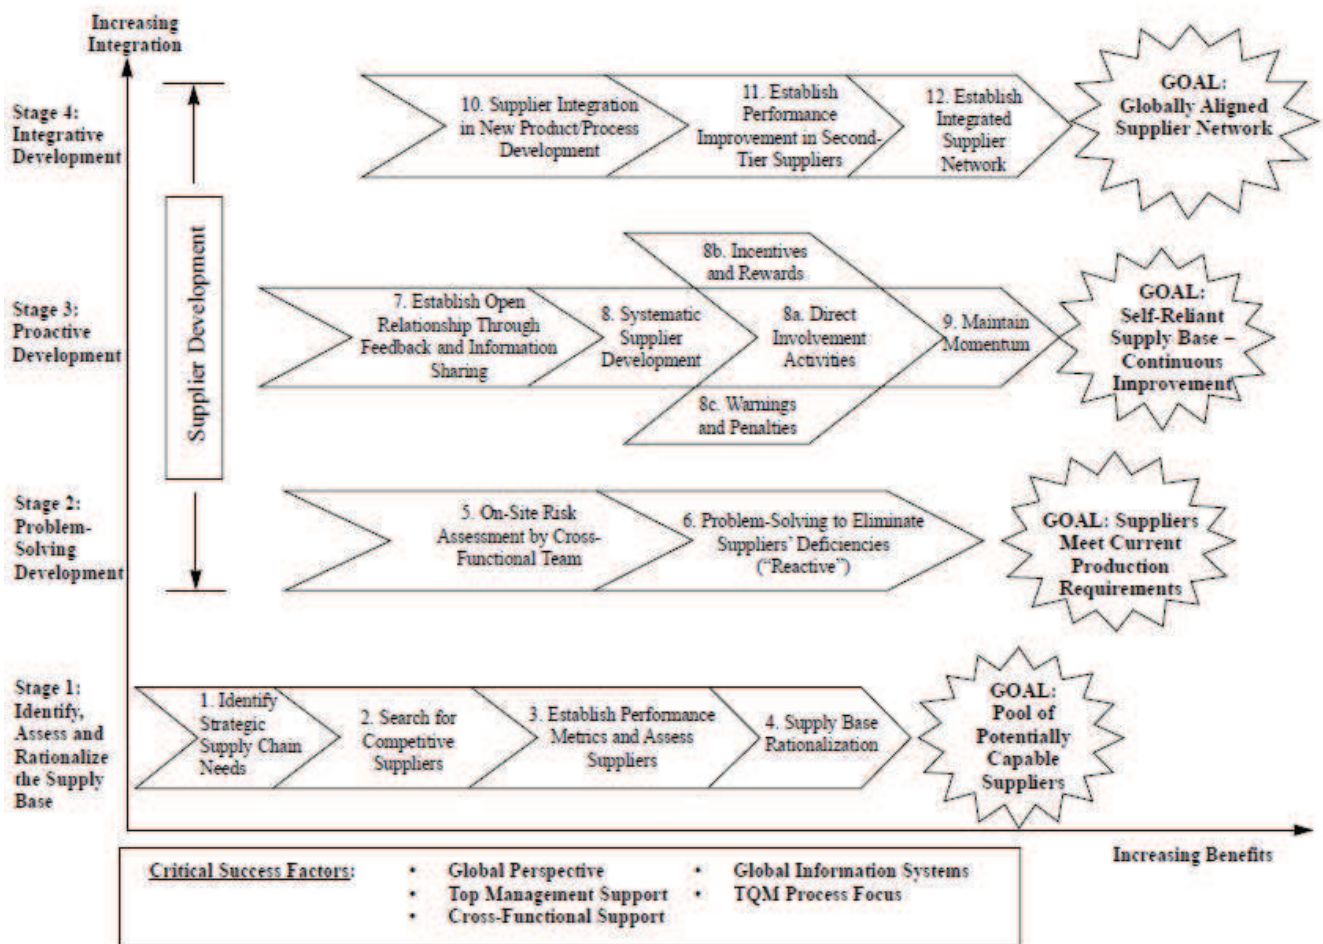 Increasing
Integration
Stage 4:
Integrative
Development
10. Supplier Integration
in New Product/Process
Development
11. Establish
Performance
Improvement in Second-
Tier Suppliers
12. Establish
Integrated
Supplier
Network
GOAL:
Globally Aligned
Supplier Network
Supplier Development
Stage 3:
Proactive
Development
7. Establish Open
Relationship Through
Feedback and Information
Sharing
8. Systematic
Supplier
Development
8b. Incentives
and Rewards
8a. Direct
Involvement
Activities
8c. Warnings
and Penalties
9. Maintain
Momentum
GOAL:
Self-Reliant
Supply Base –
Continuous
Improvement
Stage 2:
Problem-
Solving
Development
5. On-Site Risk
Assessment by Cross-
Functional Team
6. Problem-Solving to Eliminate
Suppliers’ Deficiencies
(“Reactive”)
GOAL: Suppliers
Meet Current
Production
Requirements
Stage 1:
Identify,
Assess and
Rationalize
the Supply
Base
1. Identify
Strategic
Supply Chain
Needs
2. Search for
Competitive
Suppliers
3. Establish Performance
Metrics and Assess
Suppliers
4. Supply Base
Rationalization
GOAL:
Pool of
Potentially
Capable
Suppliers
Increasing Benefits
Critical Success Factors:
• Global Perspective
• Top Management Support
• Cross-Functional Support
• Global Information Systems
• TQM Process Focus